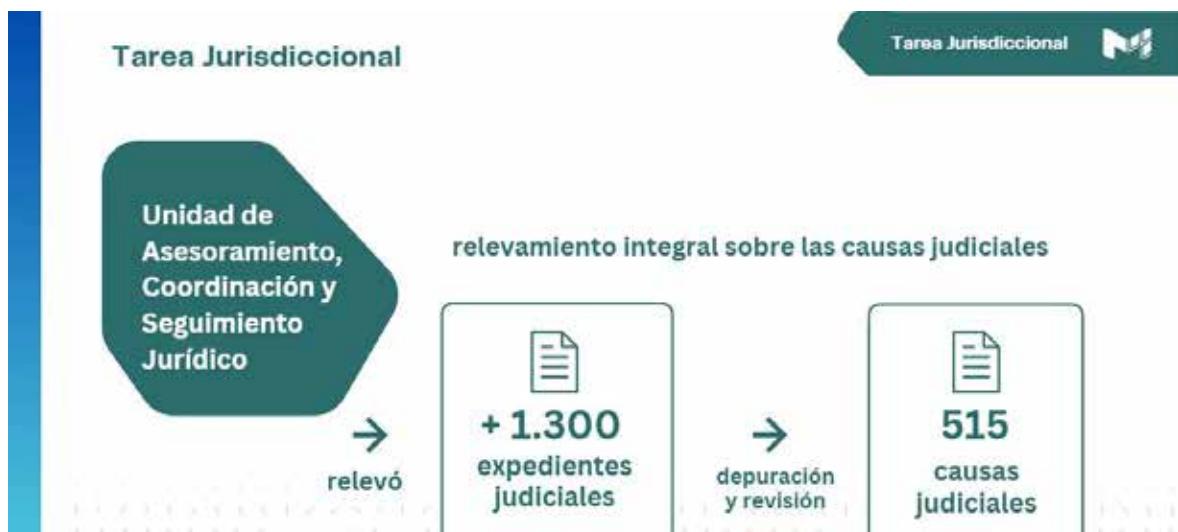 Tarea Jurisdiccional
Tarea Jurisdiccional
Unidad de
Asesoramiento,
Coordinación y
Seguimiento
Jurídico
relevamiento integral sobre las causas judiciales
relevó
+ 1.300
expedientes
judiciales
depuración
y revisión
515
causas
judiciales